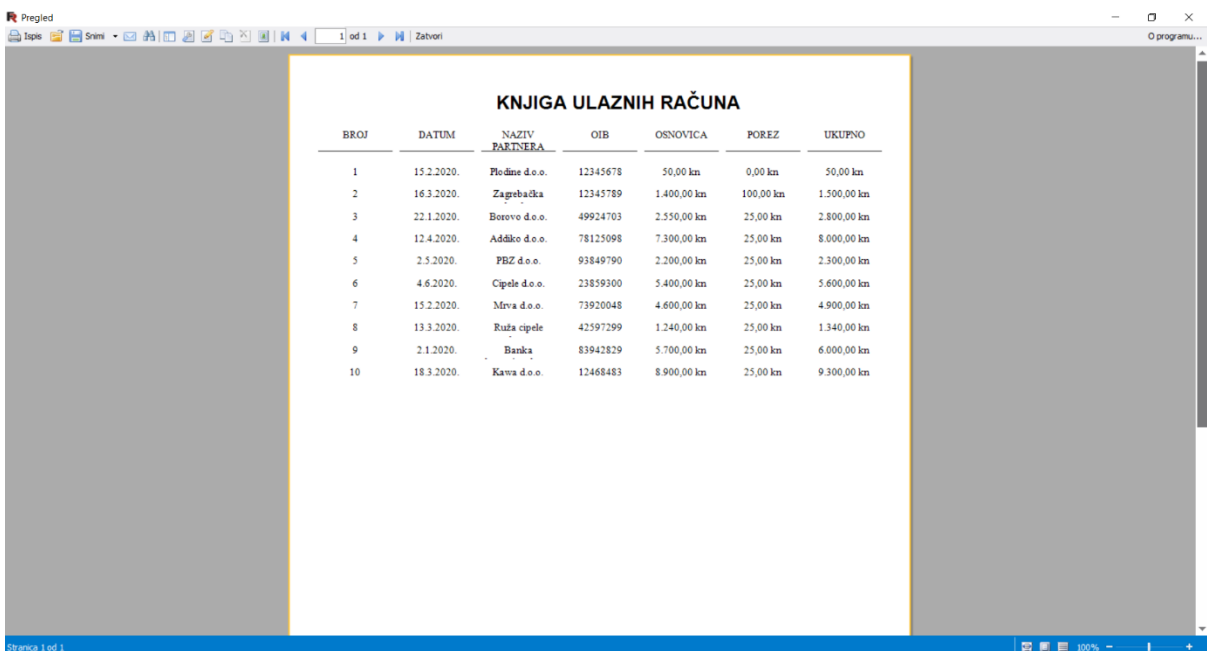 Pregled
Ispis Snimi 1 od 1 Zatvori O programu...
KNJIGA ULAZNIH RAČUNA
BROJ DATUM NAZIV PARTNERA OIB OSNOVICA POREZ UKUPNO
1 15.2.2020. Plodine d.o.o. 12345678 50,00 kn 0,00 kn 50,00 kn
2 16.3.2020. Zagrebačka 12345789 1.400,00 kn 100,00 kn 1.500,00 kn
3 22.1.2020. Borovo d.o.o. 49924703 2.550,00 kn 25,00 kn 2.800,00 kn
4 12.4.2020. Addiko d.o.o. 78125098 7.300,00 kn 25,00 kn 8.000,00 kn
5 2.5.2020. PBZ d.o.o. 93849790 2.200,00 kn 25,00 kn 2.300,00 kn
6 4.6.2020. Cipele d.o.o. 23859300 5.400,00 kn 25,00 kn 5.600,00 kn
7 15.2.2020. Mrva d.o.o. 73920048 4.600,00 kn 25,00 kn 4.900,00 kn
8 13.3.2020. Ruža cipele 42597299 1.240,00 kn 25,00 kn 1.340,00 kn
9 2.1.2020. Banka 83942829 5.700,00 kn 25,00 kn 6.000,00 kn
10 18.3.2020. Kawa d.o.o. 12468483 8.900,00 kn 25,00 kn 9.300,00 kn
Stranica 1 od 1 100%